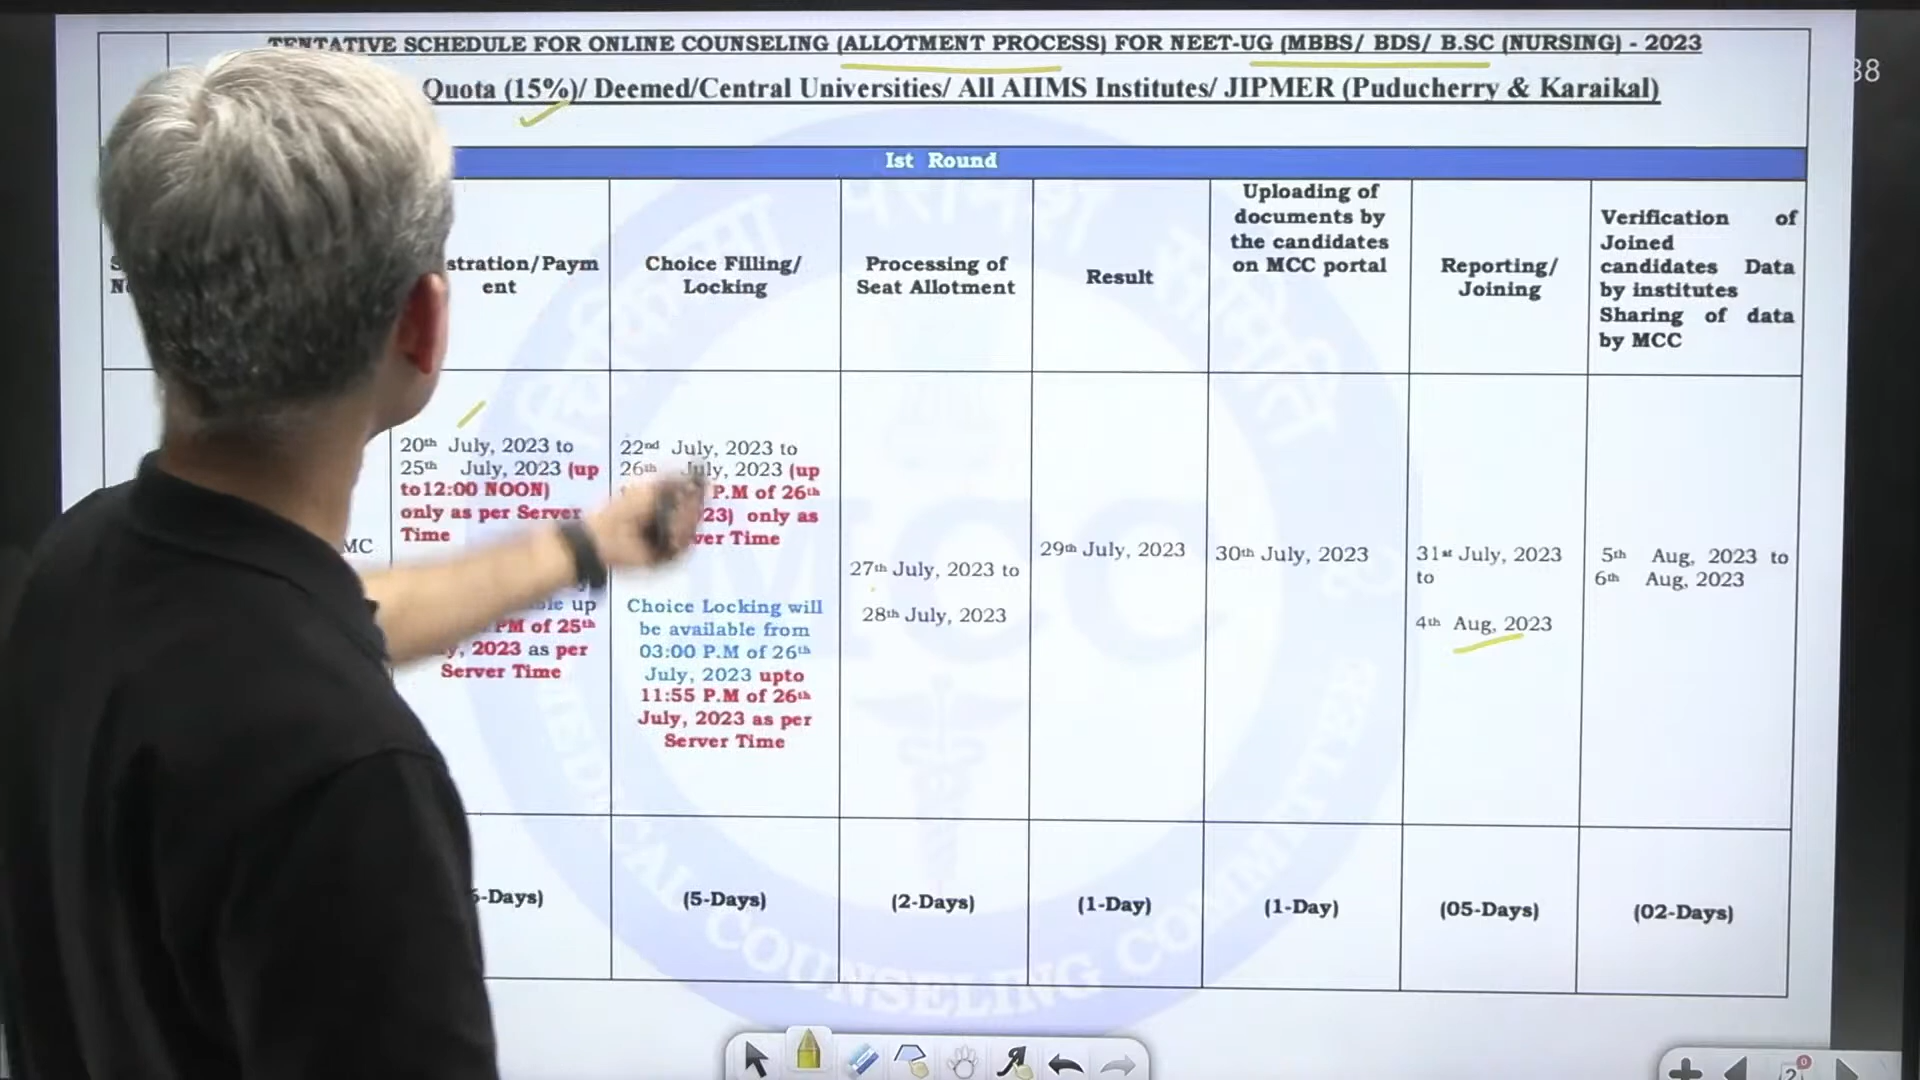 TENTATIVE SCHEDULE FOR ONLINE COUNSELING (ALLOTMENT PROCESS) FOR NEET-UG (MBBS/ BDS/ B.SC (NURSING) - 2023
Quota (15%)/ Deemed/Central Universities/ All AIIMS Institutes/ JIPMER (Puducherry & Karaikal)
38
Ist Round
stration/Paym
ent
Choice Filling/
Locking
Processing of
Seat Allotment
Result
Uploading of
documents by
the candidates
on MCC portal
Reporting/
Joining
Verification of
Joined
candidates Data
by institutes
Sharing of data
by MCC
MC
20th July, 2023 to
25th July, 2023 (up
to12:00 NOON)
only as per Server
Time
up
PM of 25th
2023 as per
Server Time
22nd July, 2023 to
26th July, 2023 (up
P.M of 26th
23) only as
Time
Choice Locking will
be available from
03:00 P.M of 26th
July, 2023 upto
11:55 P.M of 26th
July, 2023 as per
Server Time
27th July, 2023 to
28th July, 2023
29th July, 2023
30th July, 2023
31st July, 2023
to
4th Aug, 2023
5th Aug, 2023 to
6th Aug, 2023
-Days)
(5-Days)
(2-Days)
(1-Day)
(1-Day)
(05-Days)
(02-Days)
MCC
MEDICAL COUNSELING COMMITTEE
2